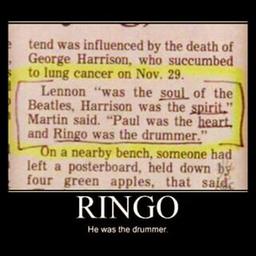 tend was influenced by the death of
George Harrison, who succumbed
to lung cancer on Nov. 29.
Lennon "was the soul of the
Beatles, Harrison was the spirit,"
Martin said. "Paul was the heart,
and Ringo was the drummer."
On a nearby bench, someone had
left a posterboard, held down by
four green apples, that said,
RINGO
He was the drummer.